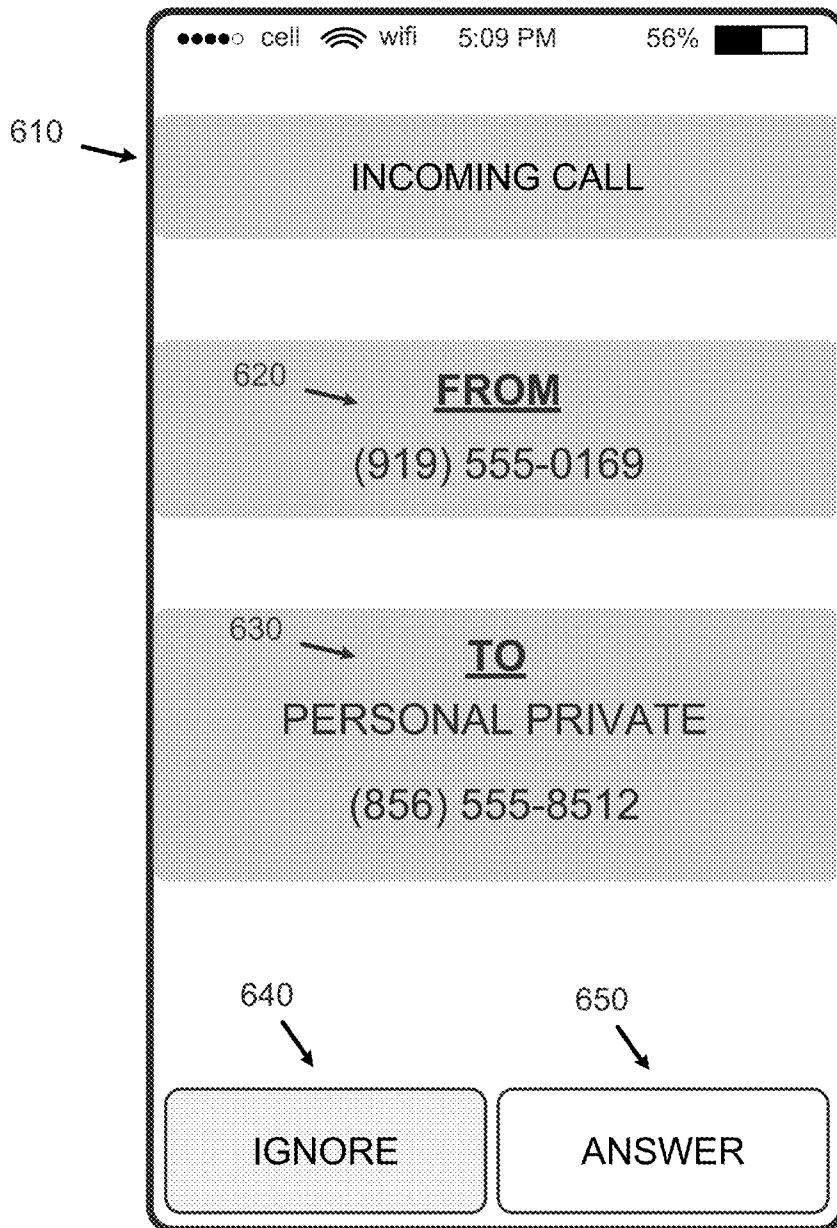 cell wifi 5:09 PM 56%
610
INCOMING CALL
620
FROM
(919) 555-0169
630
TO
PERSONAL PRIVATE
(856) 555-8512
640 650
IGNORE ANSWER